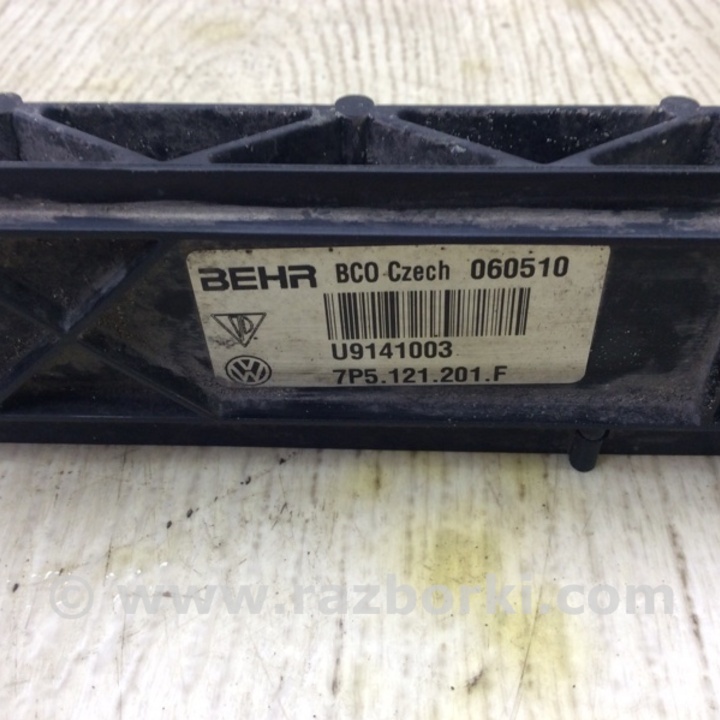 BEHR BCO Czech 060510
U9141003
7P5.121.201.F
© www.razborki.com